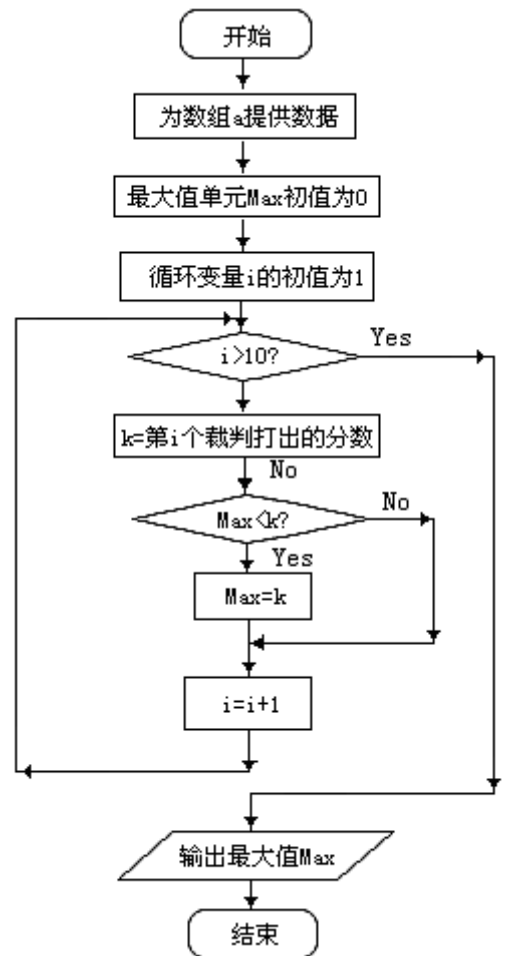 开始
为数组a提供数据
最大值单元Max初值为0
循环变量i的初值为1
i>10?
Yes
k=第i个裁判打出的分数
No
Max<k?
No
Yes
Max=k
i=i+1
输出最大值Max
结束